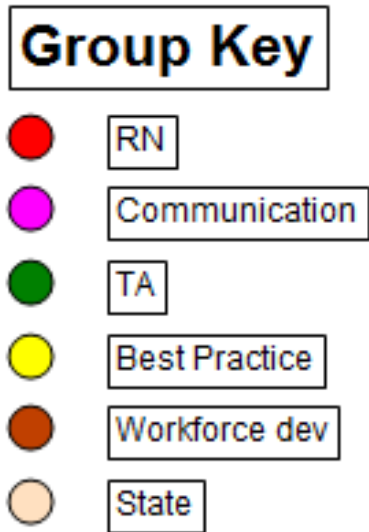 Group Key
RN
Communication
TA
Best Practice
Workforce dev
State